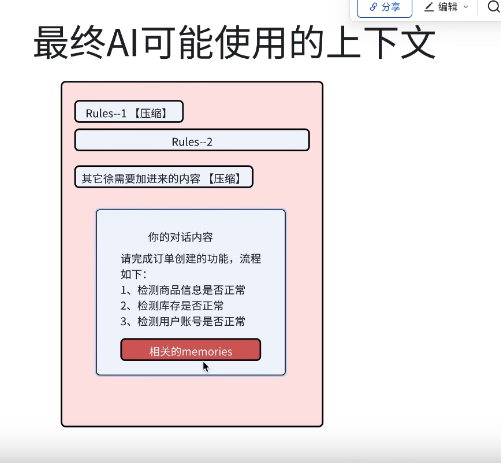 分享
编辑
最终AI可能使用的上下文
Rules--1 【压缩】
Rules--2
其它徐需要加进来的内容 【压缩】
你的对话内容
请完成订单创建的功能，流程
如下：
1、检测商品信息是否正常
2、检测库存是否正常
3、检测用户账号是否正常
相关的memories